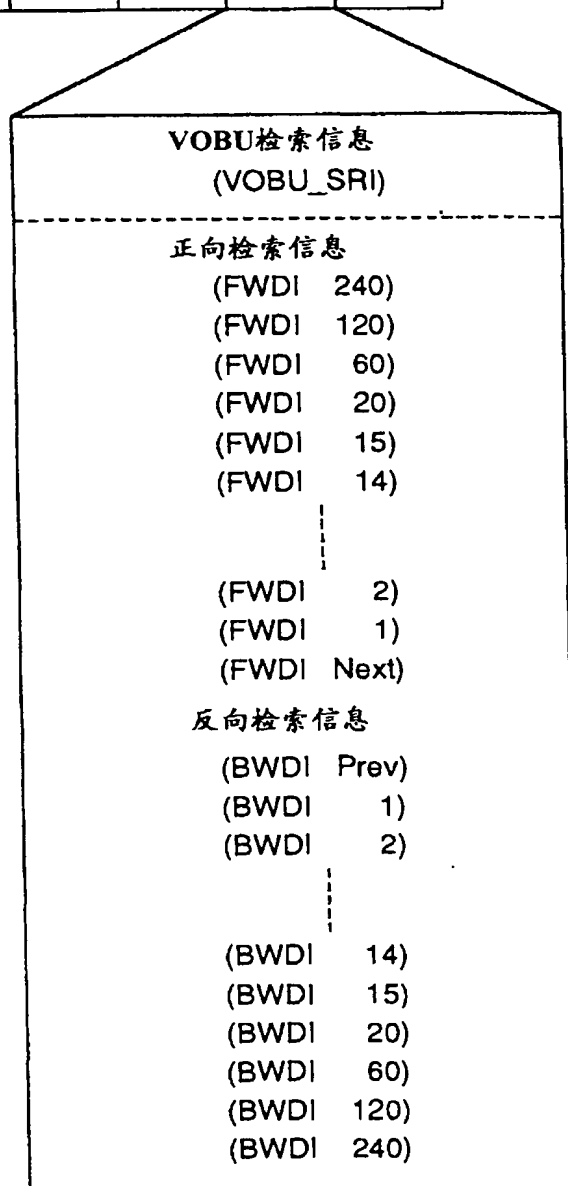 VOBU检索信息
(VOBU_SRI)
正向检索信息
(FWDI 240)
(FWDI 120)
(FWDI 60)
(FWDI 20)
(FWDI 15)
(FWDI 14)
(FWDI 2)
(FWDI 1)
(FWDI Next)
反向检索信息
(BWDI Prev)
(BWDI 1)
(BWDI 2)
(BWDI 14)
(BWDI 15)
(BWDI 20)
(BWDI 60)
(BWDI 120)
(BWDI 240)